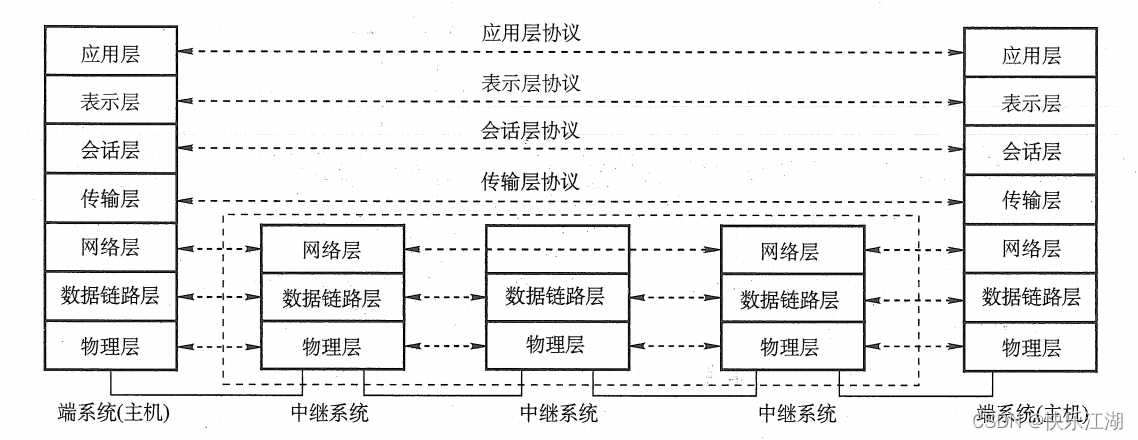 应用层协议
应用层
应用层
表示层协议
表示层
表示层
会话层协议
会话层
会话层
传输层协议
传输层
传输层
网络层
网络层
网络层
网络层
数据链路层
数据链路层
数据链路层
数据链路层
数据链路层
物理层
物理层
物理层
物理层
物理层
端系统(主机)
中继系统
中继系统
中继系统
端系统(主机)
CSDN @快乐江湖